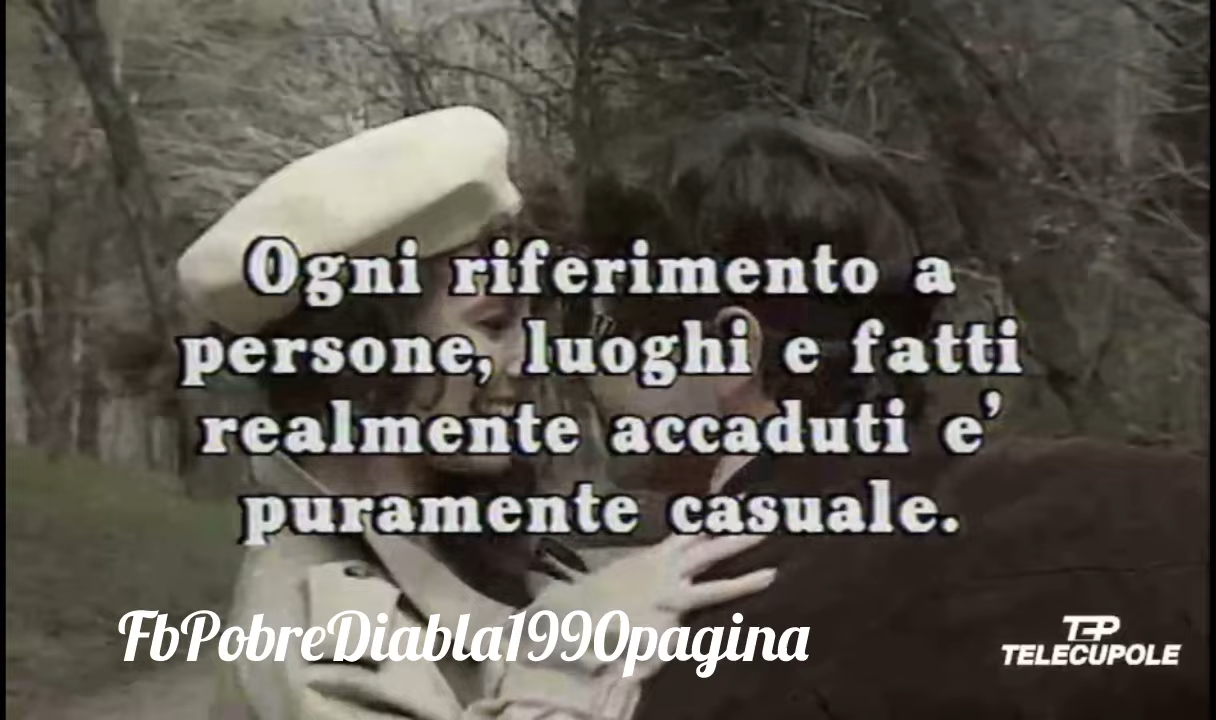 Ogni riferimento a
persone, luoghi e fatti
realmente accaduti e'
puramente casuale.
FbPobreDiabla1990pagina
TELECUPOLE